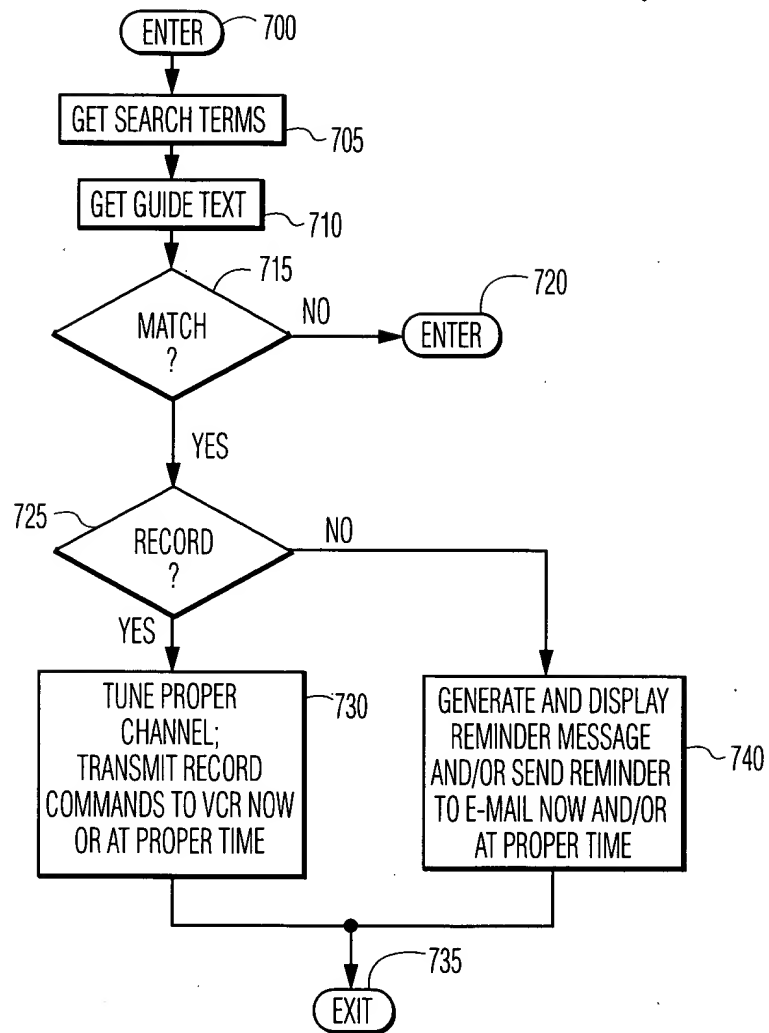 ENTER
700
GET SEARCH TERMS
705
GET GUIDE TEXT
710
715
MATCH
?
NO
720
ENTER
YES
725
RECORD
?
NO
YES
TUNE PROPER
CHANNEL;
TRANSMIT RECORD
COMMANDS TO VCR NOW
OR AT PROPER TIME
730
GENERATE AND DISPLAY
REMINDER MESSAGE
AND/OR SEND REMINDER
TO E-MAIL NOW AND/OR
AT PROPER TIME
740
735
EXIT